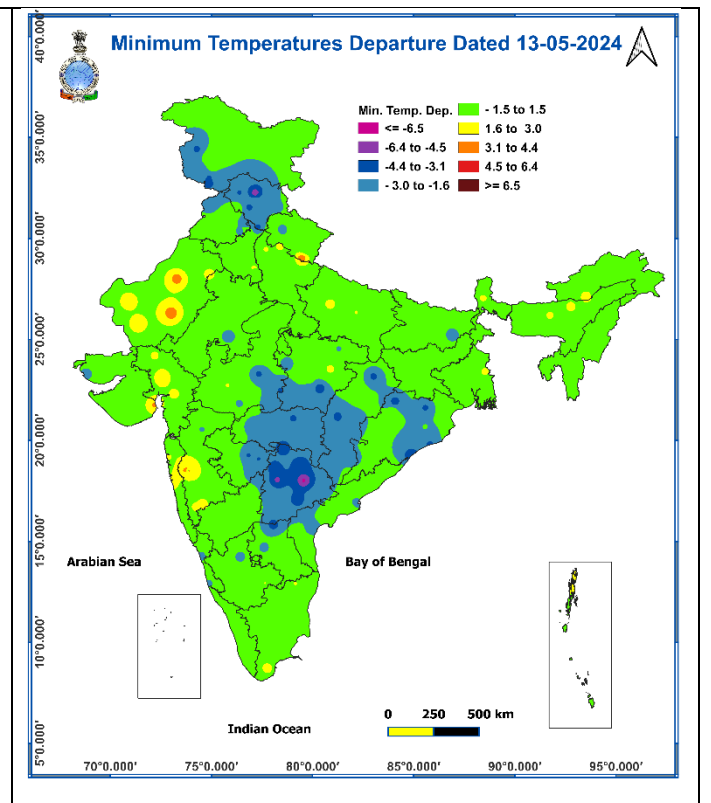 Minimum Temperatures Departure Dated 13-05-2024
Min. Temp. Dep.
<= -6.5
-6.4 to -4.5
-4.4 to -3.1
- 3.0 to -1.6
- 1.5 to 1.5
1.6 to 3.0
3.1 to 4.4
4.5 to 6.4
>= 6.5
40°0.000'
35°0.000'
30°0.000'
25°0.000'
20°0.000'
15°0.000'
10°0.000'
5°0.000'
Arabian Sea
Bay of Bengal
Indian Ocean
0 250 500 km
70°0.000' 75°0.000' 80°0.000' 85°0.000' 90°0.000' 95°0.000'